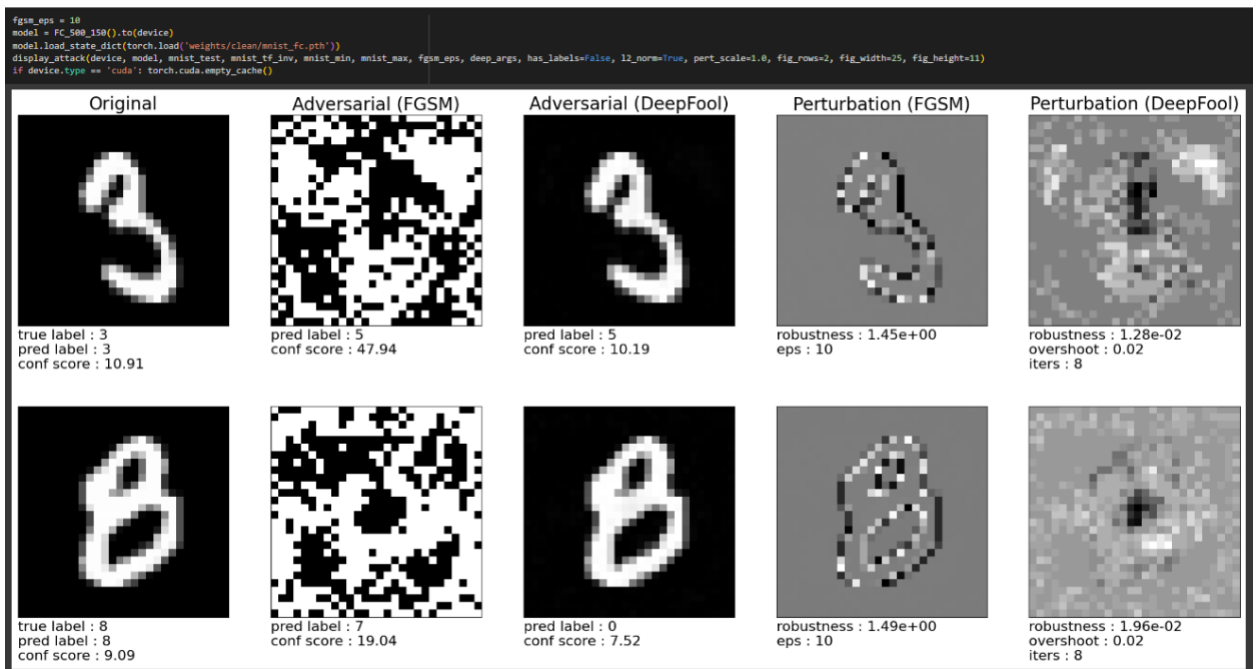 fgsm_eps = 10
model = FC_500_150().to(device)
model.load_state_dict(torch.load('weights/clean/mnist_fc.pth'))
display_attack(device, model, mnist_test, mnist_tf_inv, mnist_min, mnist_max, fgsm_eps, deep_args, has_labels=False, l2_norm=True, pert_scale=1.0, fig_rows=2, fig_width=25, fig_height=11)
if device.type == 'cuda': torch.cuda.empty_cache()
Original Adversarial (FGSM) Adversarial (DeepFool) Perturbation (FGSM) Perturbation (DeepFool)
true label : 3
pred label : 3
conf score : 10.91
pred label : 5
conf score : 47.94
pred label : 5
conf score : 10.19
robustness : 1.45e+00
eps : 10
robustness : 1.28e-02
overshoot : 0.02
iters : 8
true label : 8
pred label : 8
conf score : 9.09
pred label : 7
conf score : 19.04
pred label : 0
conf score : 7.52
robustness : 1.49e+00
eps : 10
robustness : 1.96e-02
overshoot : 0.02
iters : 8